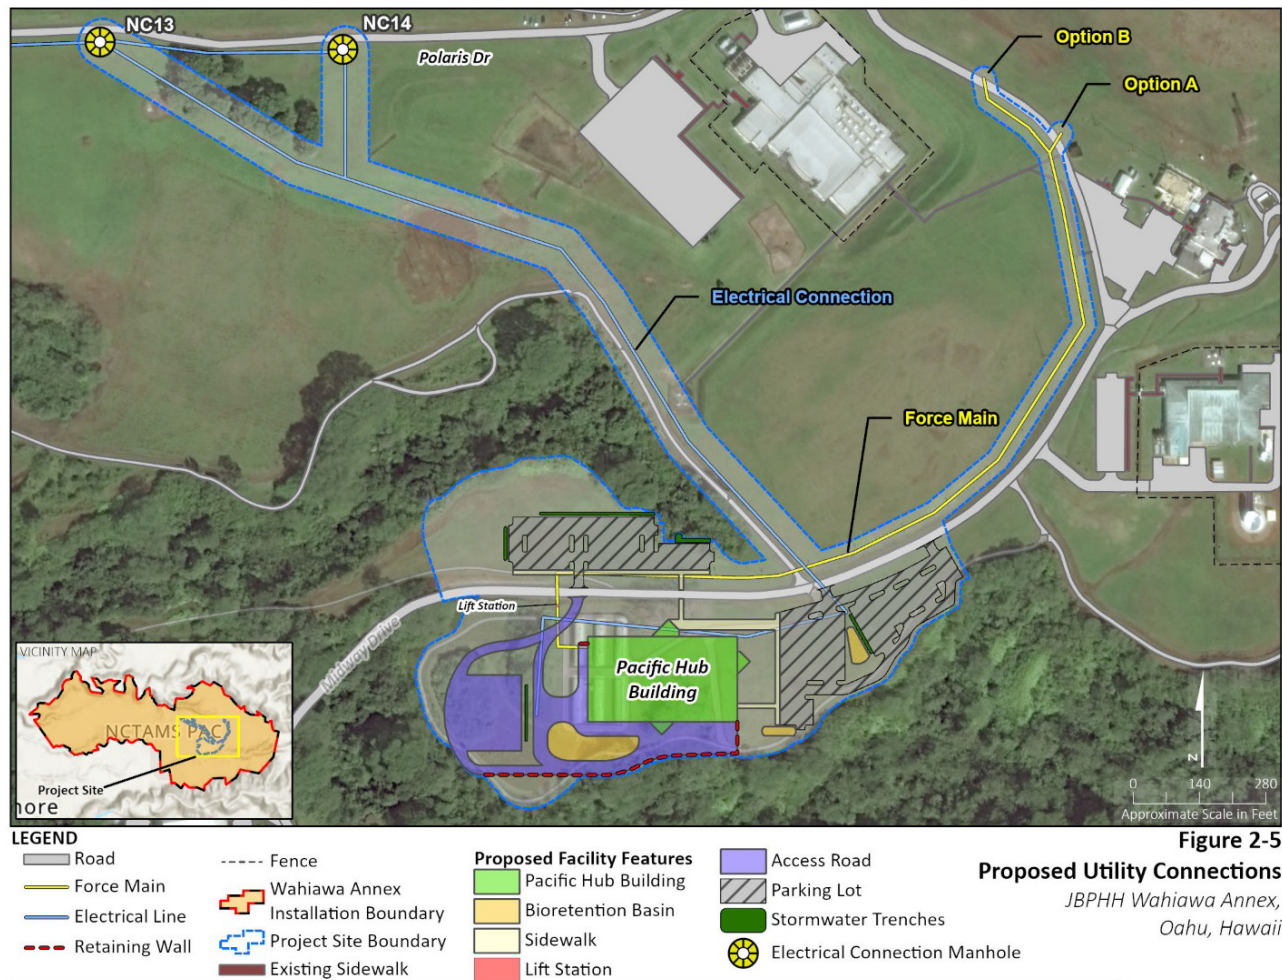 NC13
NC14
Polaris Dr
Option B
Option A
Electrical Connection
Force Main
Lift Station
Midway Drive
Pacific Hub
Building
VICINITY MAP
NCTAMS PAC
Project Site
nore
N
0 140 280
Approximate Scale in Feet
LEGEND
Road
Force Main
Electrical Line
Retaining Wall
Fence
Wahiawa Annex
Installation Boundary
Project Site Boundary
Existing Sidewalk
Proposed Facility Features
Pacific Hub Building
Bioretention Basin
Sidewalk
Lift Station
Access Road
Parking Lot
Stormwater Trenches
Electrical Connection Manhole
Figure 2-5
Proposed Utility Connections
JBPHH Wahiawa Annex,
Oahu, Hawaii